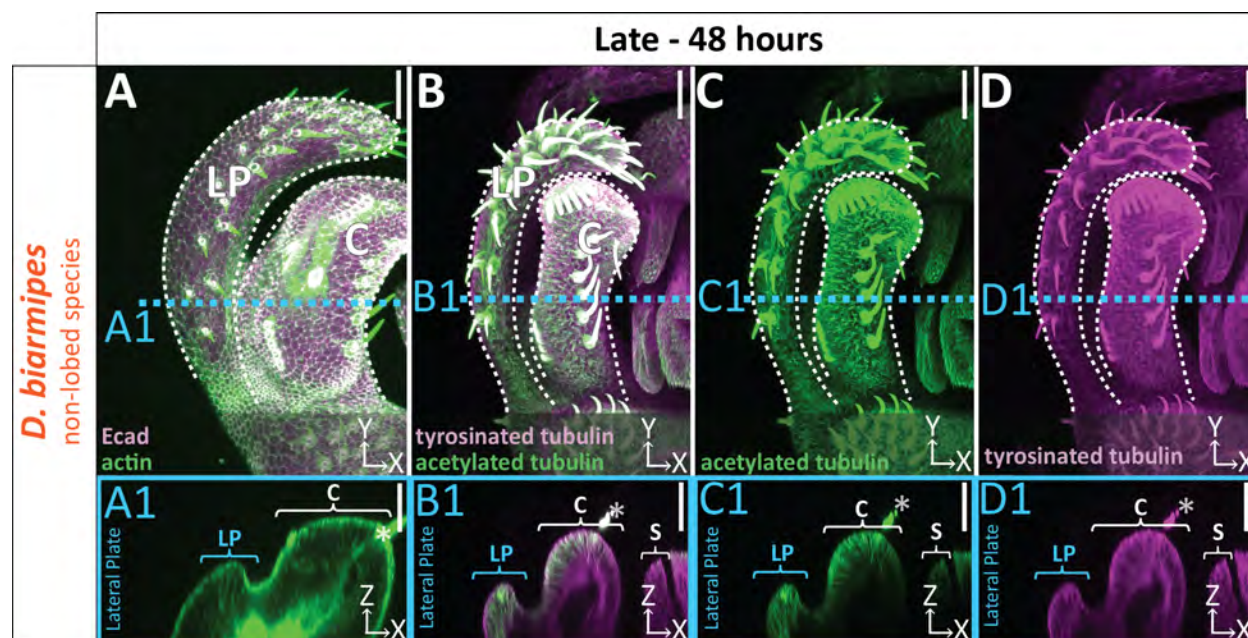 Late - 48 hours
D. biarmipes
non-lobed species
A
LP
C
A1
Ecad
actin
Y
X
B
LP
C
B1
tyrosinated tubulin
acetylated tubulin
Y
X
C
C1
acetylated tubulin
Y
X
D
D1
tyrosinated tubulin
Y
X
A1
Lateral Plate
LP
C
*
Z
X
B1
Lateral Plate
LP
C
*
S
Z
X
C1
Lateral Plate
LP
C
*
S
Z
X
D1
Lateral Plate
LP
C
*
S
Z
X